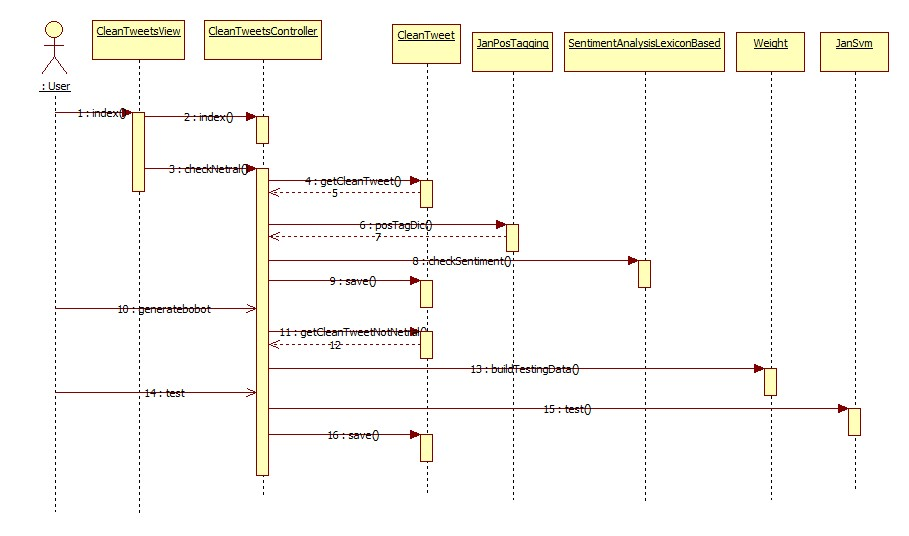 CleanTweetsView
CleanTweetsController
CleanTweet
JanPosTagging
SentimentAnalysisLexiconBased
Weight
JanSvm
: User
1 : index()
2 : index()
3 : checkNetral()
4 : getCleanTweet()
5
6 : posTagDic()
7
8 : checkSentiment()
9 : save()
10 : generatebobot
11 : getCleanTweetNotNetral()
12
13 : buildTestingData()
14 : test
15 : test()
16 : save()